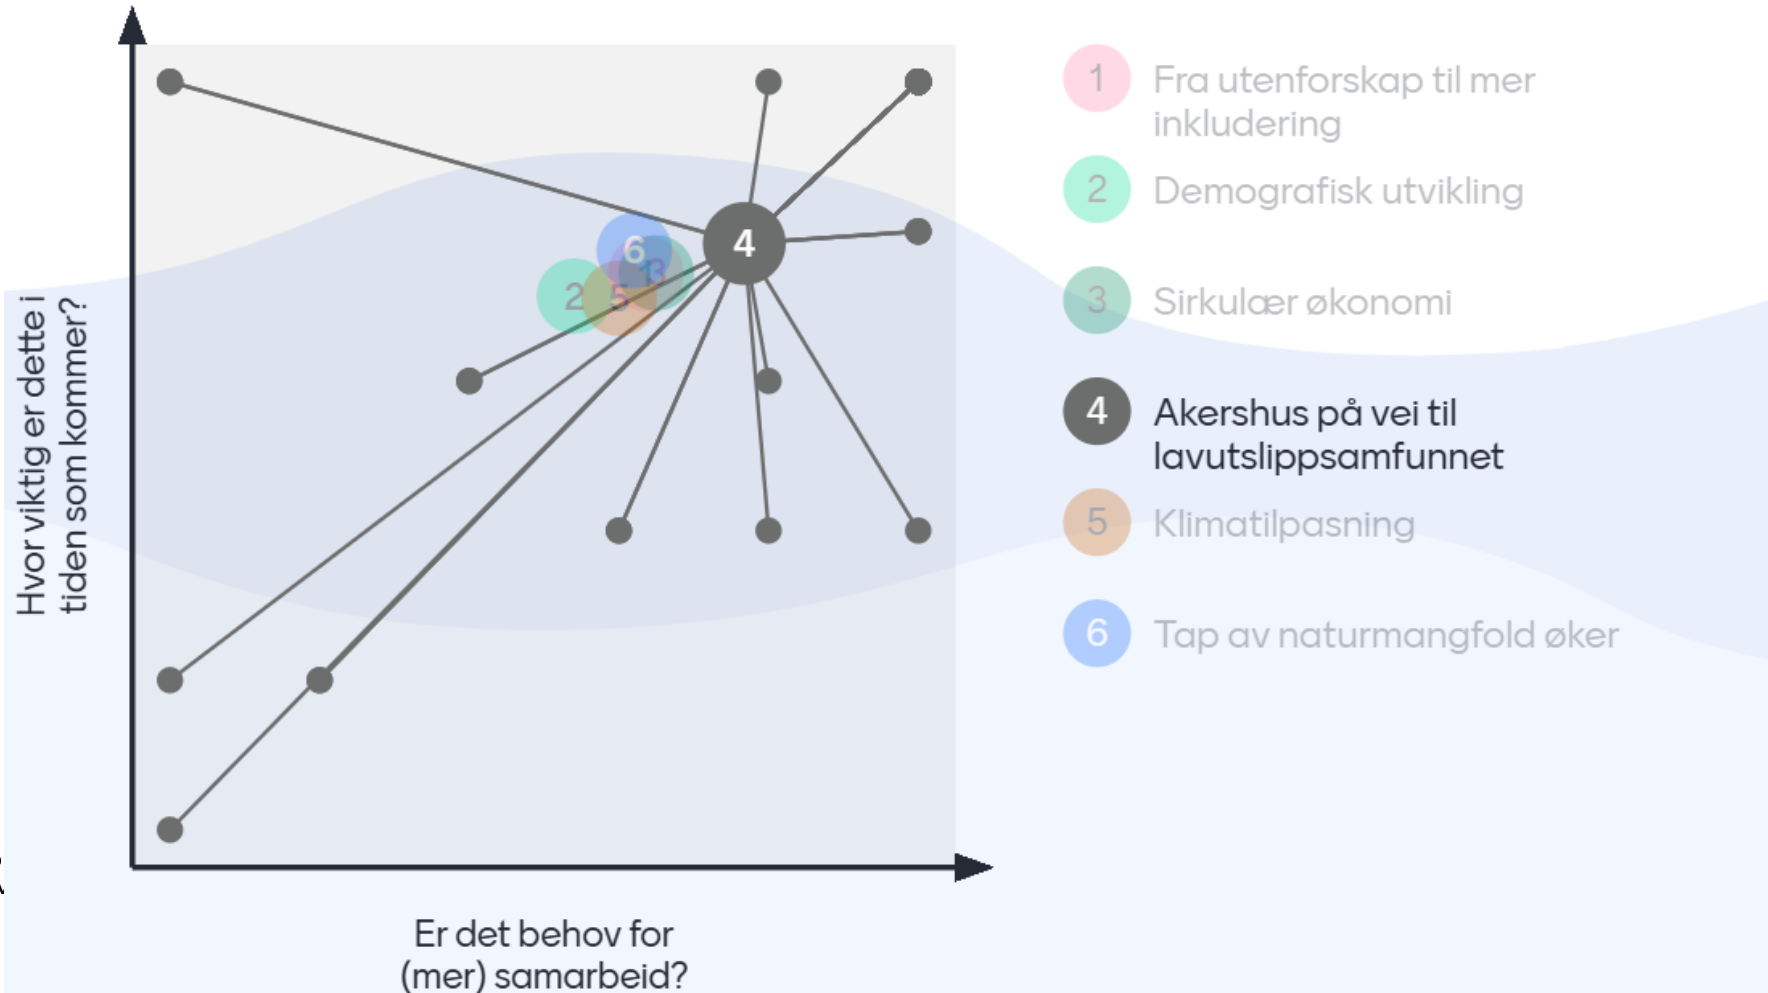 Hvor viktig er dette i
tiden som kommer?
Er det behov for
(mer) samarbeid?
6
4
1
3
2
5
1 Fra utenforskap til mer
inkludering
2 Demografisk utvikling
3 Sirkulær økonomi
4 Akershus på vei til
lavutslippsamfunnet
5 Klimatilpasning
6 Tap av naturmangfold øker